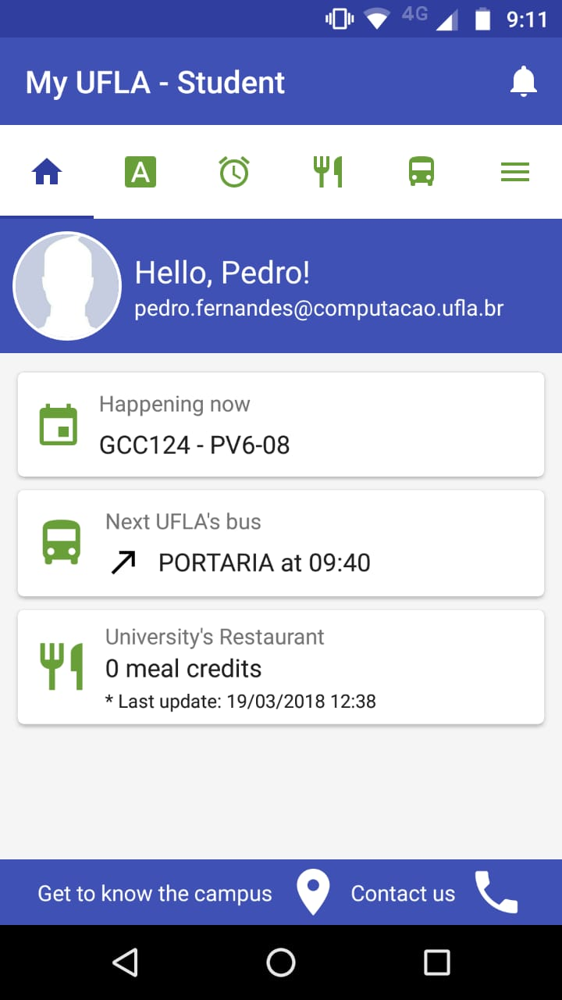 4G 9:11
My UFLA - Student
A
Hello, Pedro!
pedro.fernandes@computacao.ufla.br
Happening now
GCC124 - PV6-08
Next UFLA's bus
PORTARIA at 09:40
University's Restaurant
0 meal credits
* Last update: 19/03/2018 12:38
Get to know the campus Contact us